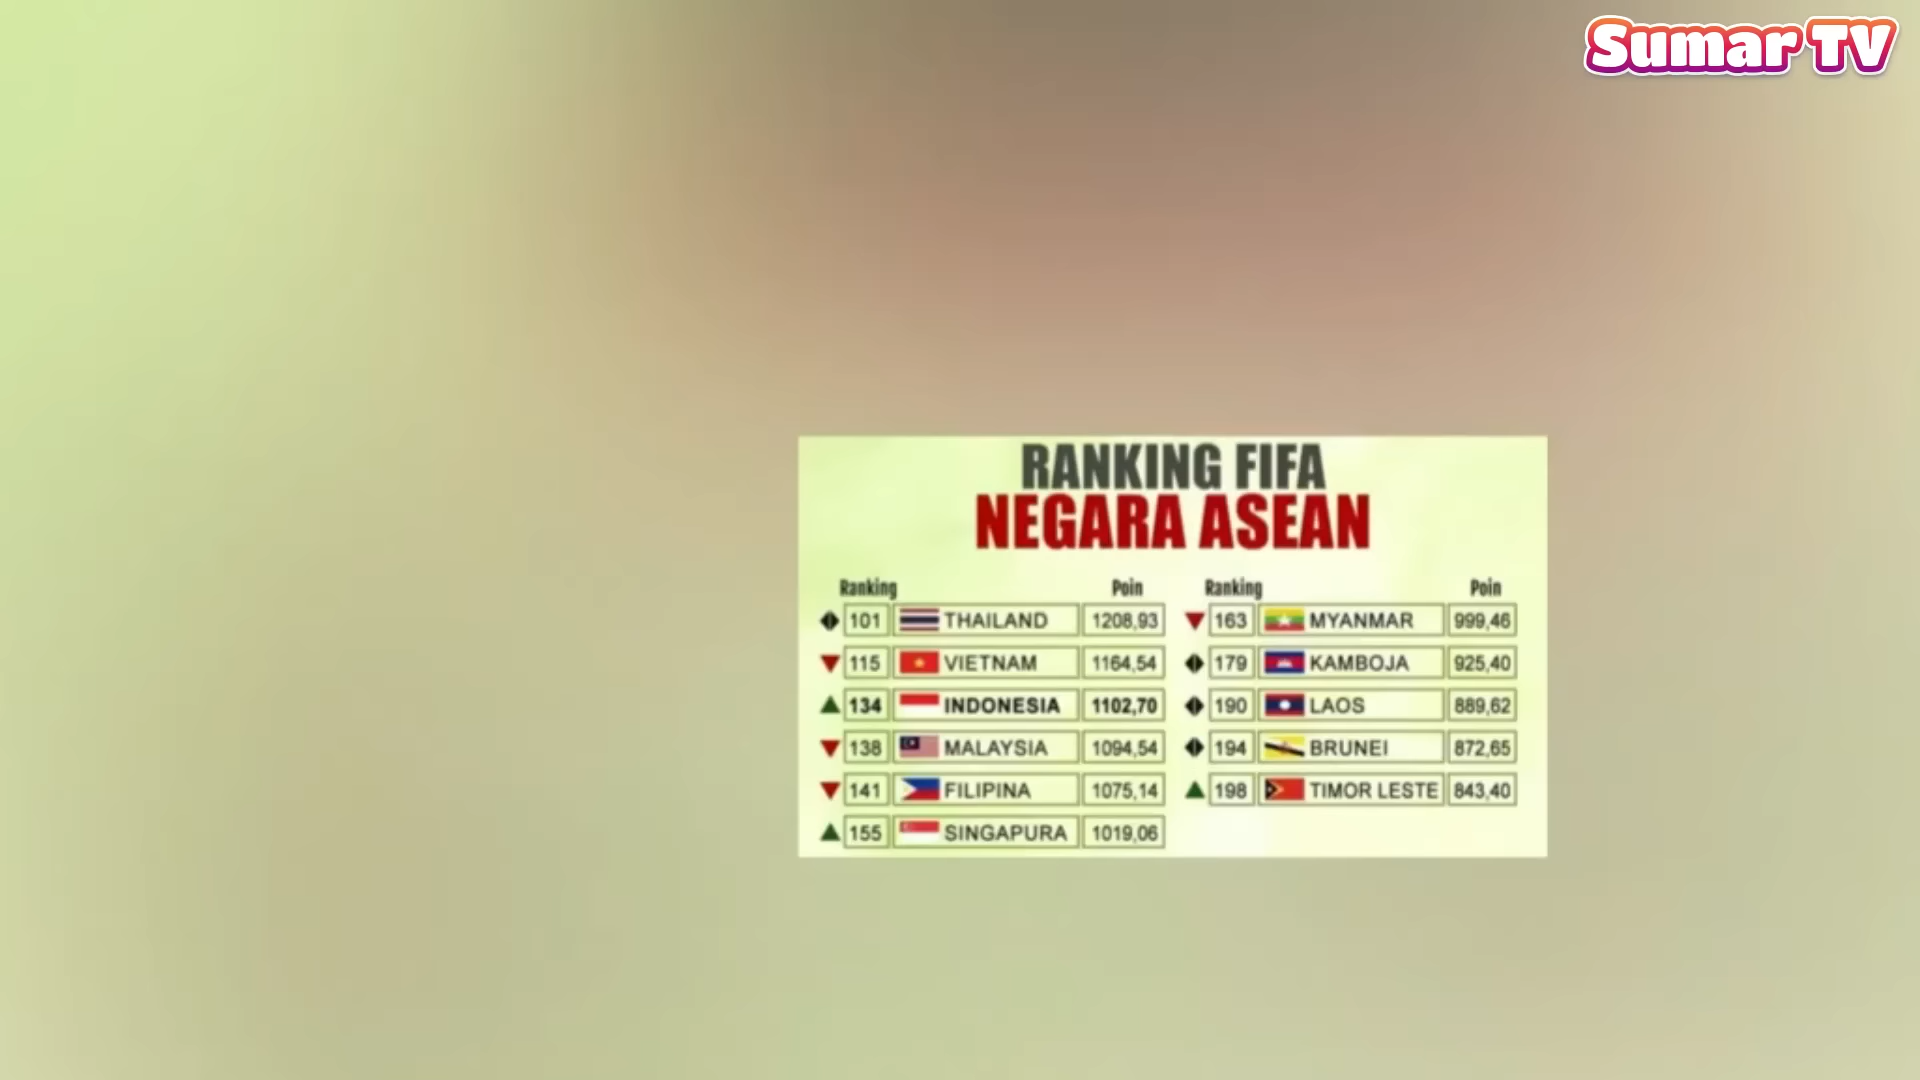 Sumar TV
RANKING FIFA
NEGARA ASEAN
Ranking Poin
101 THAILAND 1208,93
115 VIETNAM 1164,54
134 INDONESIA 1102,70
138 MALAYSIA 1094,54
141 FILIPINA 1075,14
155 SINGAPURA 1019,06
Ranking Poin
163 MYANMAR 999,46
179 KAMBOJA 925,40
190 LAOS 889,62
194 BRUNEI 872,65
198 TIMOR LESTE 843,40